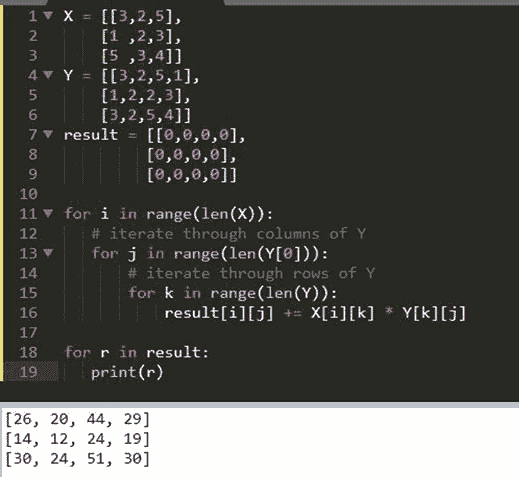 1 X = [[3,2,5],
2 [1 ,2,3],
3 [5 ,3,4]]
4 Y = [[3,2,5,1],
5 [1,2,2,3],
6 [3,2,5,4]]
7 result = [[0,0,0,0],
8 [0,0,0,0],
9 [0,0,0,0]]
10
11 for i in range(len(X)):
12 # iterate through columns of Y
13 for j in range(len(Y[0])):
14 # iterate through rows of Y
15 for k in range(len(Y)):
16 result[i][j] += X[i][k] * Y[k][j]
17
18 for r in result:
19 print(r)
[26, 20, 44, 29]
[14, 12, 24, 19]
[30, 24, 51, 30]